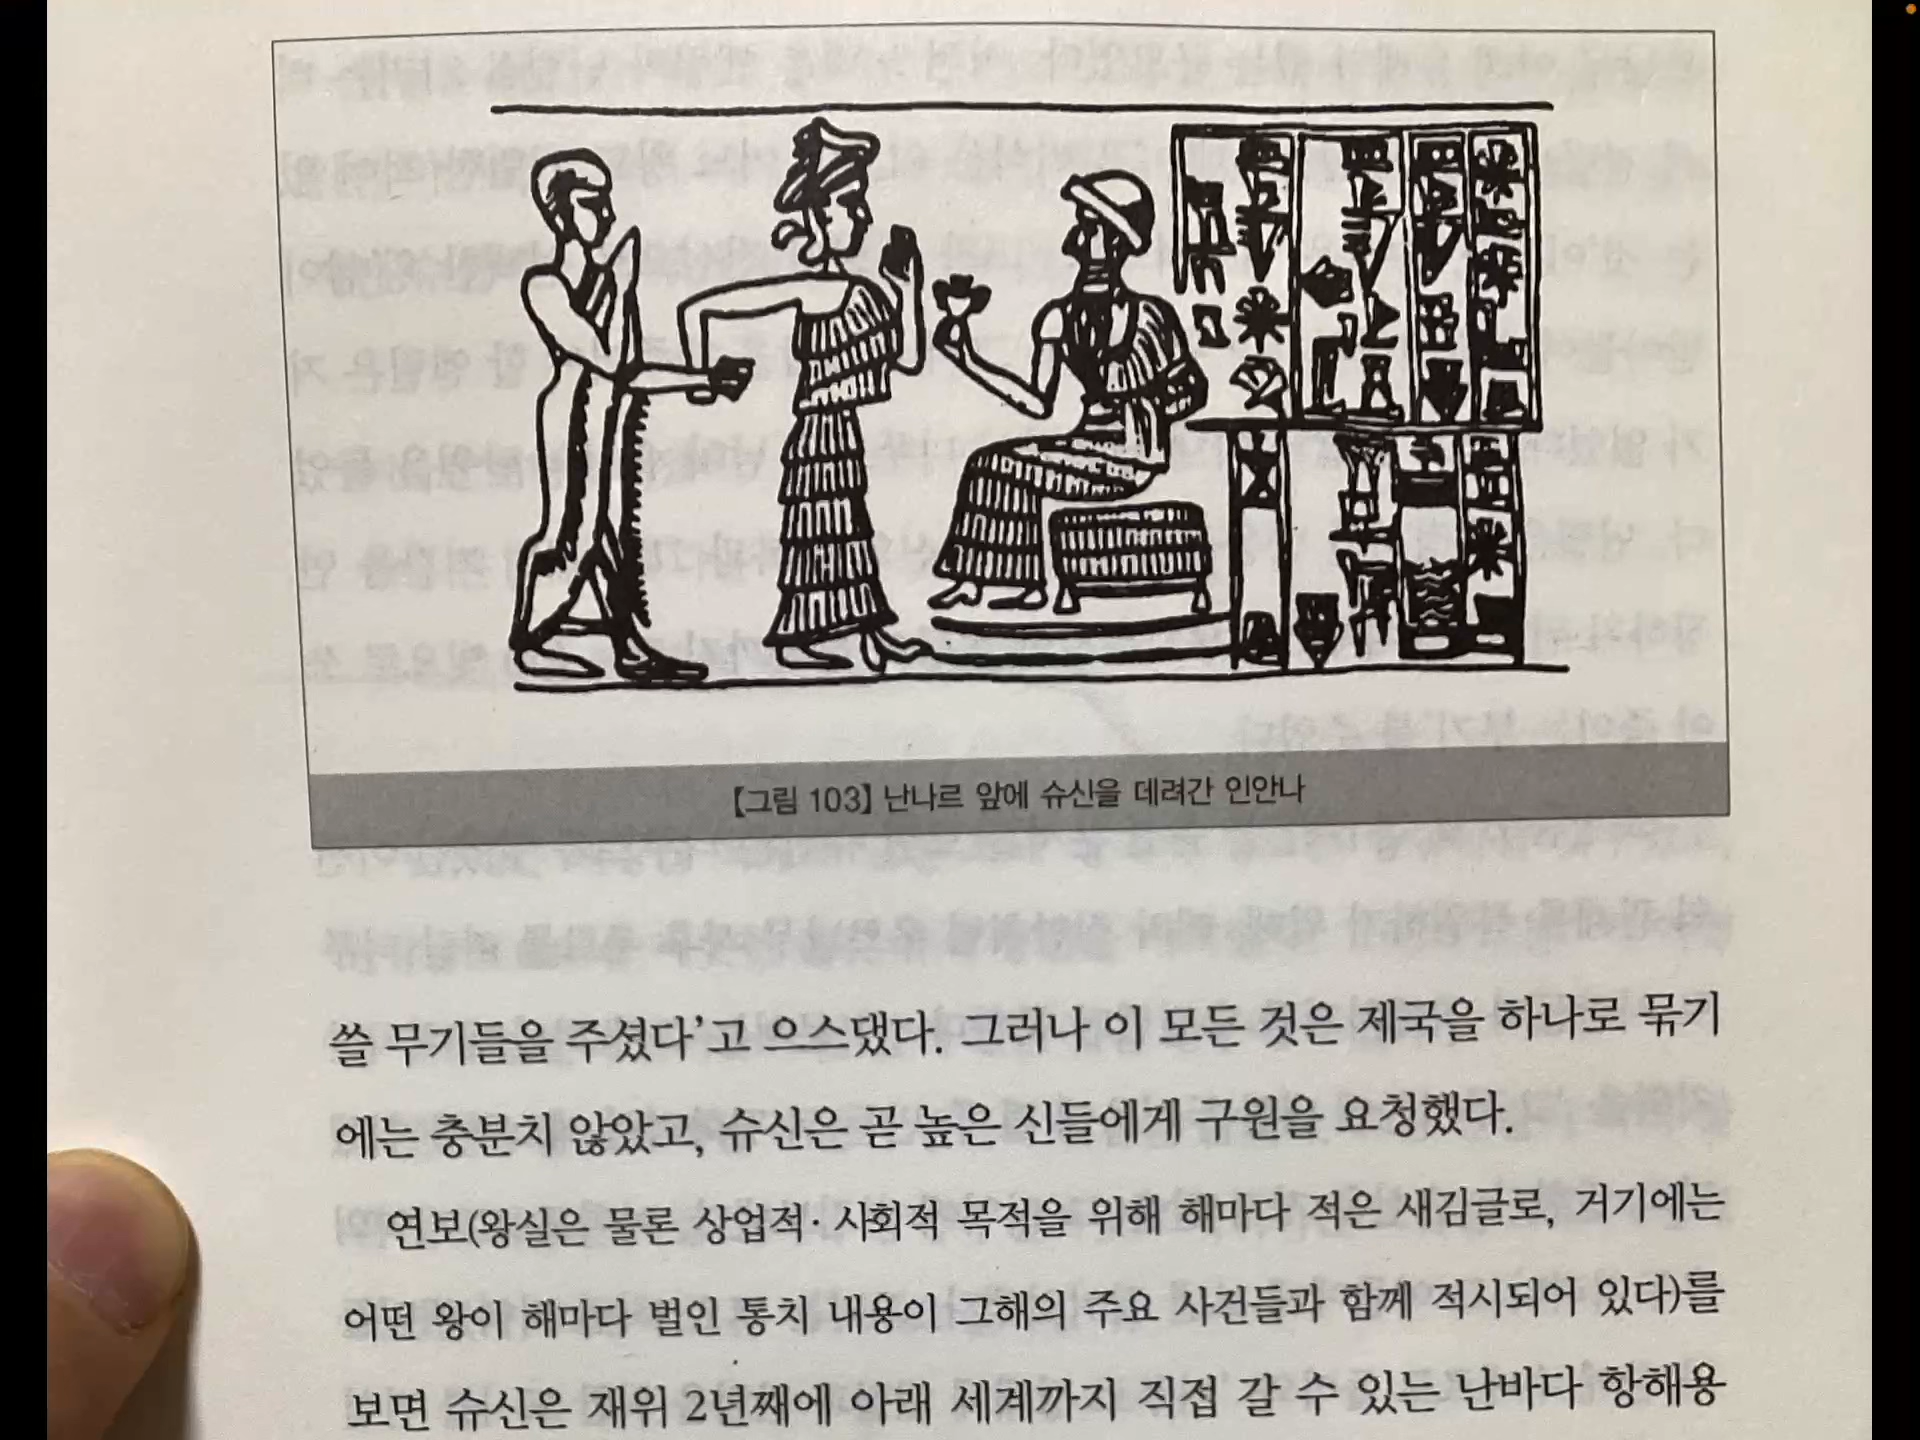 【그림 103】 난나르 앞에 슈신을 데려간 인안나
쓸 무기들을 주셨다’고 으스댔다. 그러나 이 모든 것은 제국을 하나로 묶기
에는 충분치 않았고, 슈신은 곧 높은 신들에게 구원을 요청했다.
연보(왕실은 물론 상업적·사회적 목적을 위해 해마다 적은 새김글로, 거기에는
어떤 왕이 해마다 벌인 통치 내용이 그해의 주요 사건들과 함께 적시되어 있다)를
보면 슈신은 재위 2년째에 아래 세계까지 직접 갈 수 있는 난바다 항해용